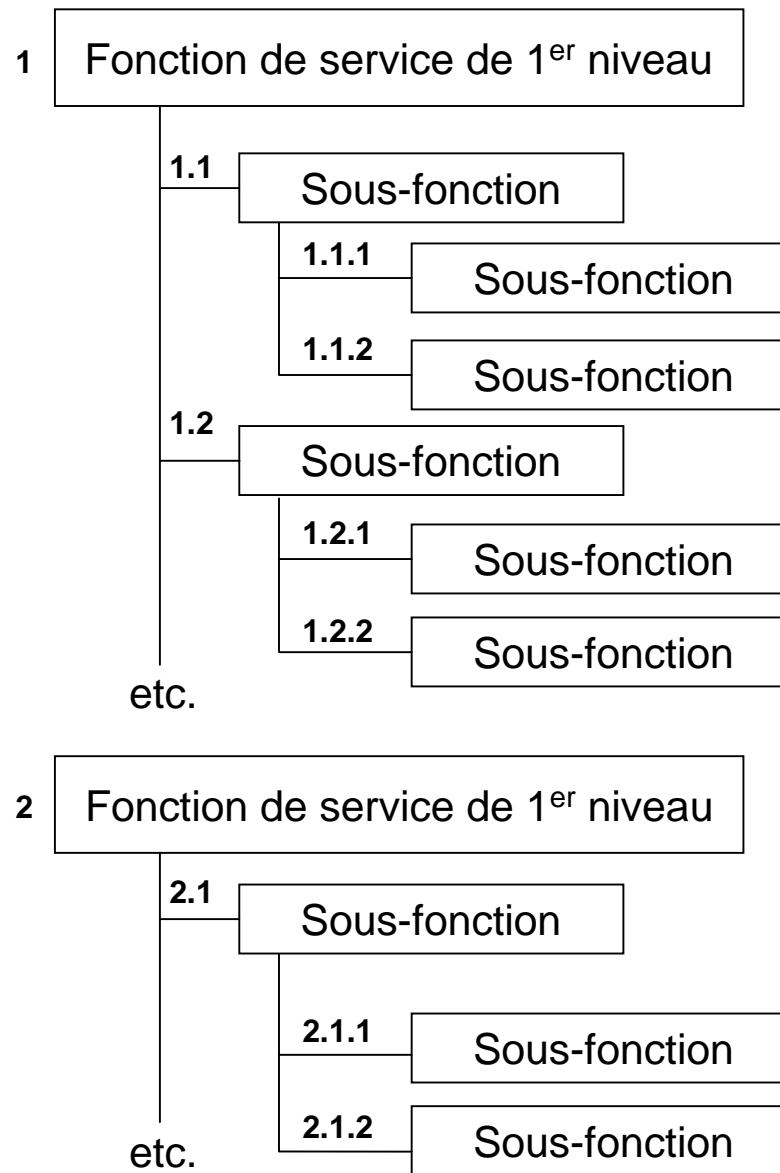 1 Fonction de service de 1er niveau
1.1 Sous-fonction
1.1.1 Sous-fonction
1.1.2 Sous-fonction
1.2 Sous-fonction
1.2.1 Sous-fonction
1.2.2 Sous-fonction
etc.
2 Fonction de service de 1er niveau
2.1 Sous-fonction
2.1.1 Sous-fonction
2.1.2 Sous-fonction
etc.